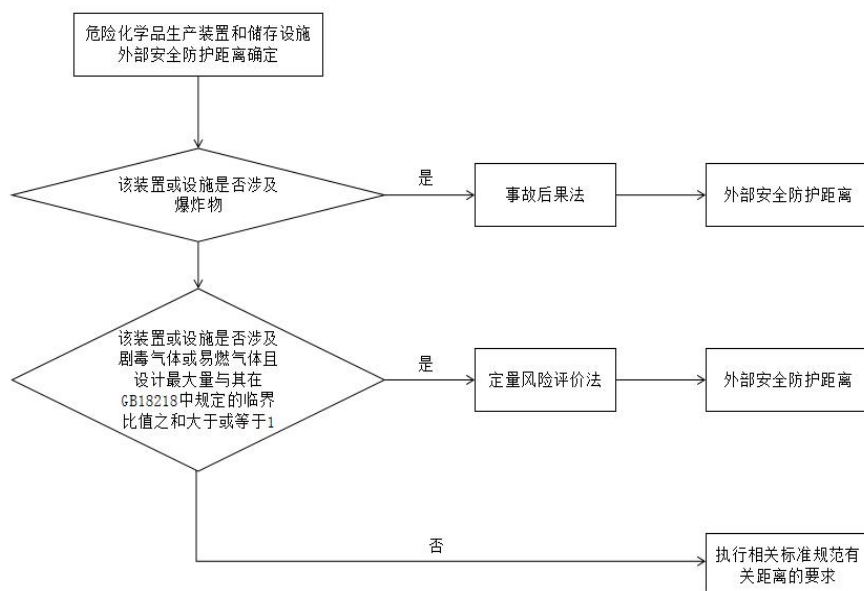 危险化学品生产装置和储存设施
外部安全防护距离确定
该装置或设施是否涉及
爆炸物
是
事故后果法
外部安全防护距离
该装置或设施是否涉及
剧毒气体或易燃气体且
设计最大量与其在
GB18218中规定的临界
比值之和大于或等于1
是
定量风险评价法
外部安全防护距离
否
执行相关标准规范有
关距离的要求